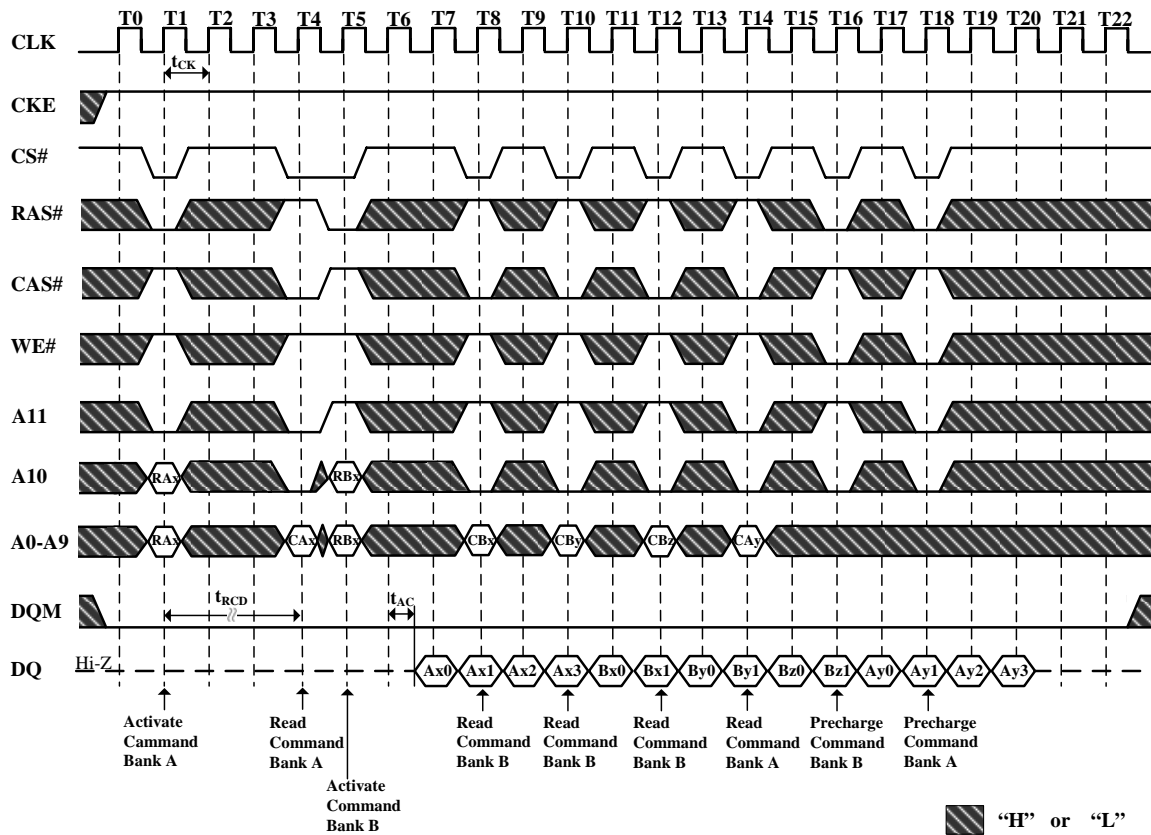 T0 T1 T2 T3 T4 T5 T6 T7 T8 T9 T10 T11 T12 T13 T14 T15 T16 T17 T18 T19 T20 T21 T22
CLK
tCK
CKE
CS#
RAS#
CAS#
WE#
A11
A10 RAx RBx
A0-A9 RAx CAx RBx CBx CBy CBz CAy
tRCD tAC
DQM
DQ Hi-Z Ax0 Ax1 Ax2 Ax3 Bx0 Bx1 By0 By1 Bz0 Bz1 Ay0 Ay1 Ay2 Ay3
Activate
Cammand
Bank A
Read
Command
Bank A
Activate
Command
Bank B
Read
Command
Bank B
Read
Command
Bank B
Read
Command
Bank B
Read
Command
Bank A
Precharge
Command
Bank B
Precharge
Command
Bank A
“H” or “L”